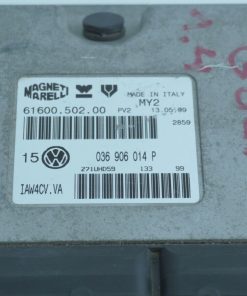 MAGNETI MARELLI
MADE IN ITALY
MY2
61600.502.00 PV2 13.05.99
2859
15 036 906 014 P
271UHD59 133 99
IAW4CV.VA